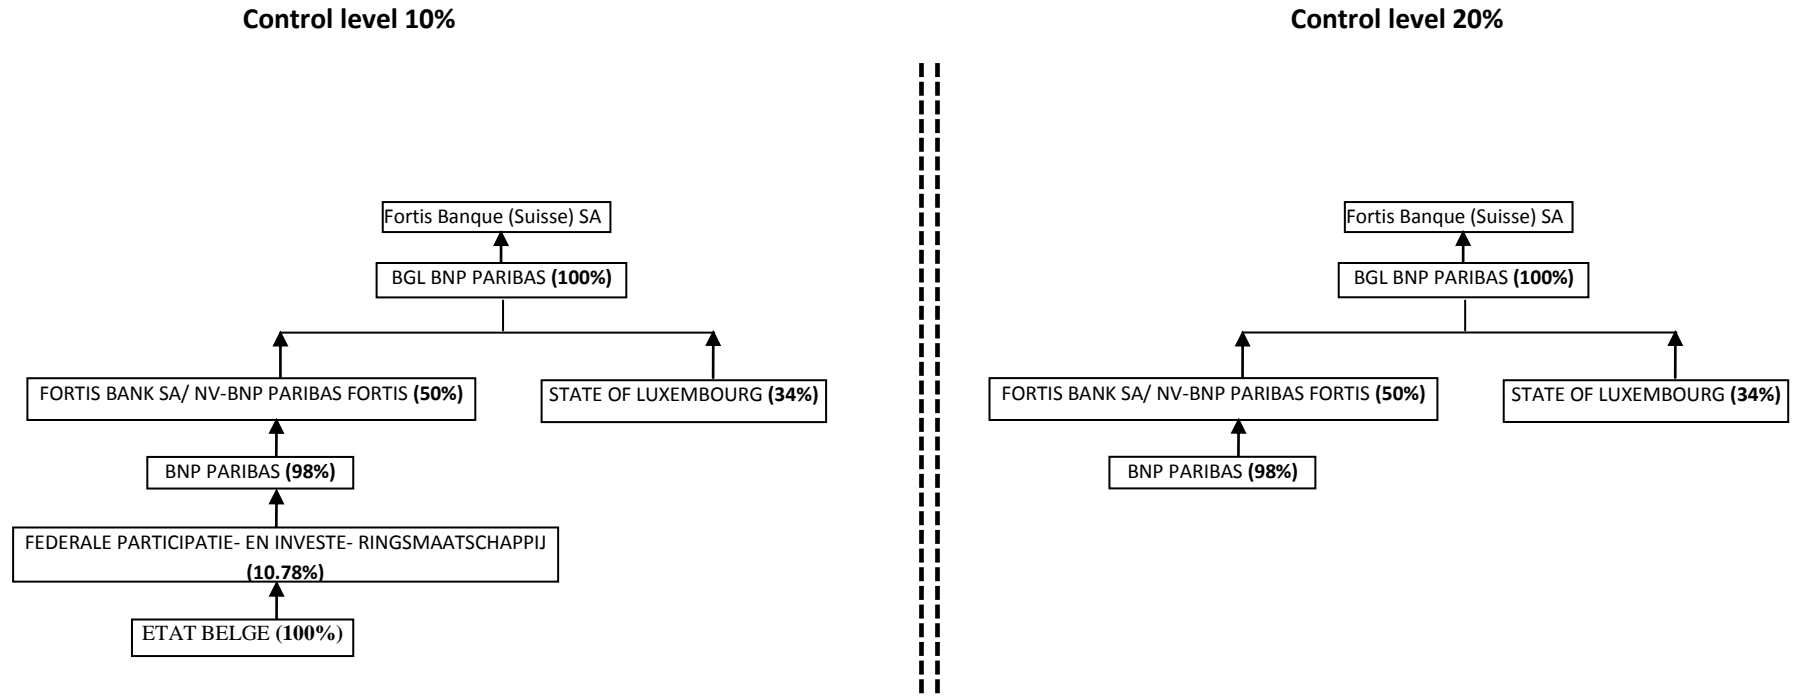 Control level 10%
Fortis Banque (Suisse) SA
BGL BNP PARIBAS (100%)
FORTIS BANK SA/ NV-BNP PARIBAS FORTIS (50%)
STATE OF LUXEMBOURG (34%)
BNP PARIBAS (98%)
FEDERALE PARTICIPATIE- EN INVESTE- RINGSMAATSCHAPPIJ
(10.78%)
ETAT BELGE (100%)
Control level 20%
Fortis Banque (Suisse) SA
BGL BNP PARIBAS (100%)
FORTIS BANK SA/ NV-BNP PARIBAS FORTIS (50%)
STATE OF LUXEMBOURG (34%)
BNP PARIBAS (98%)